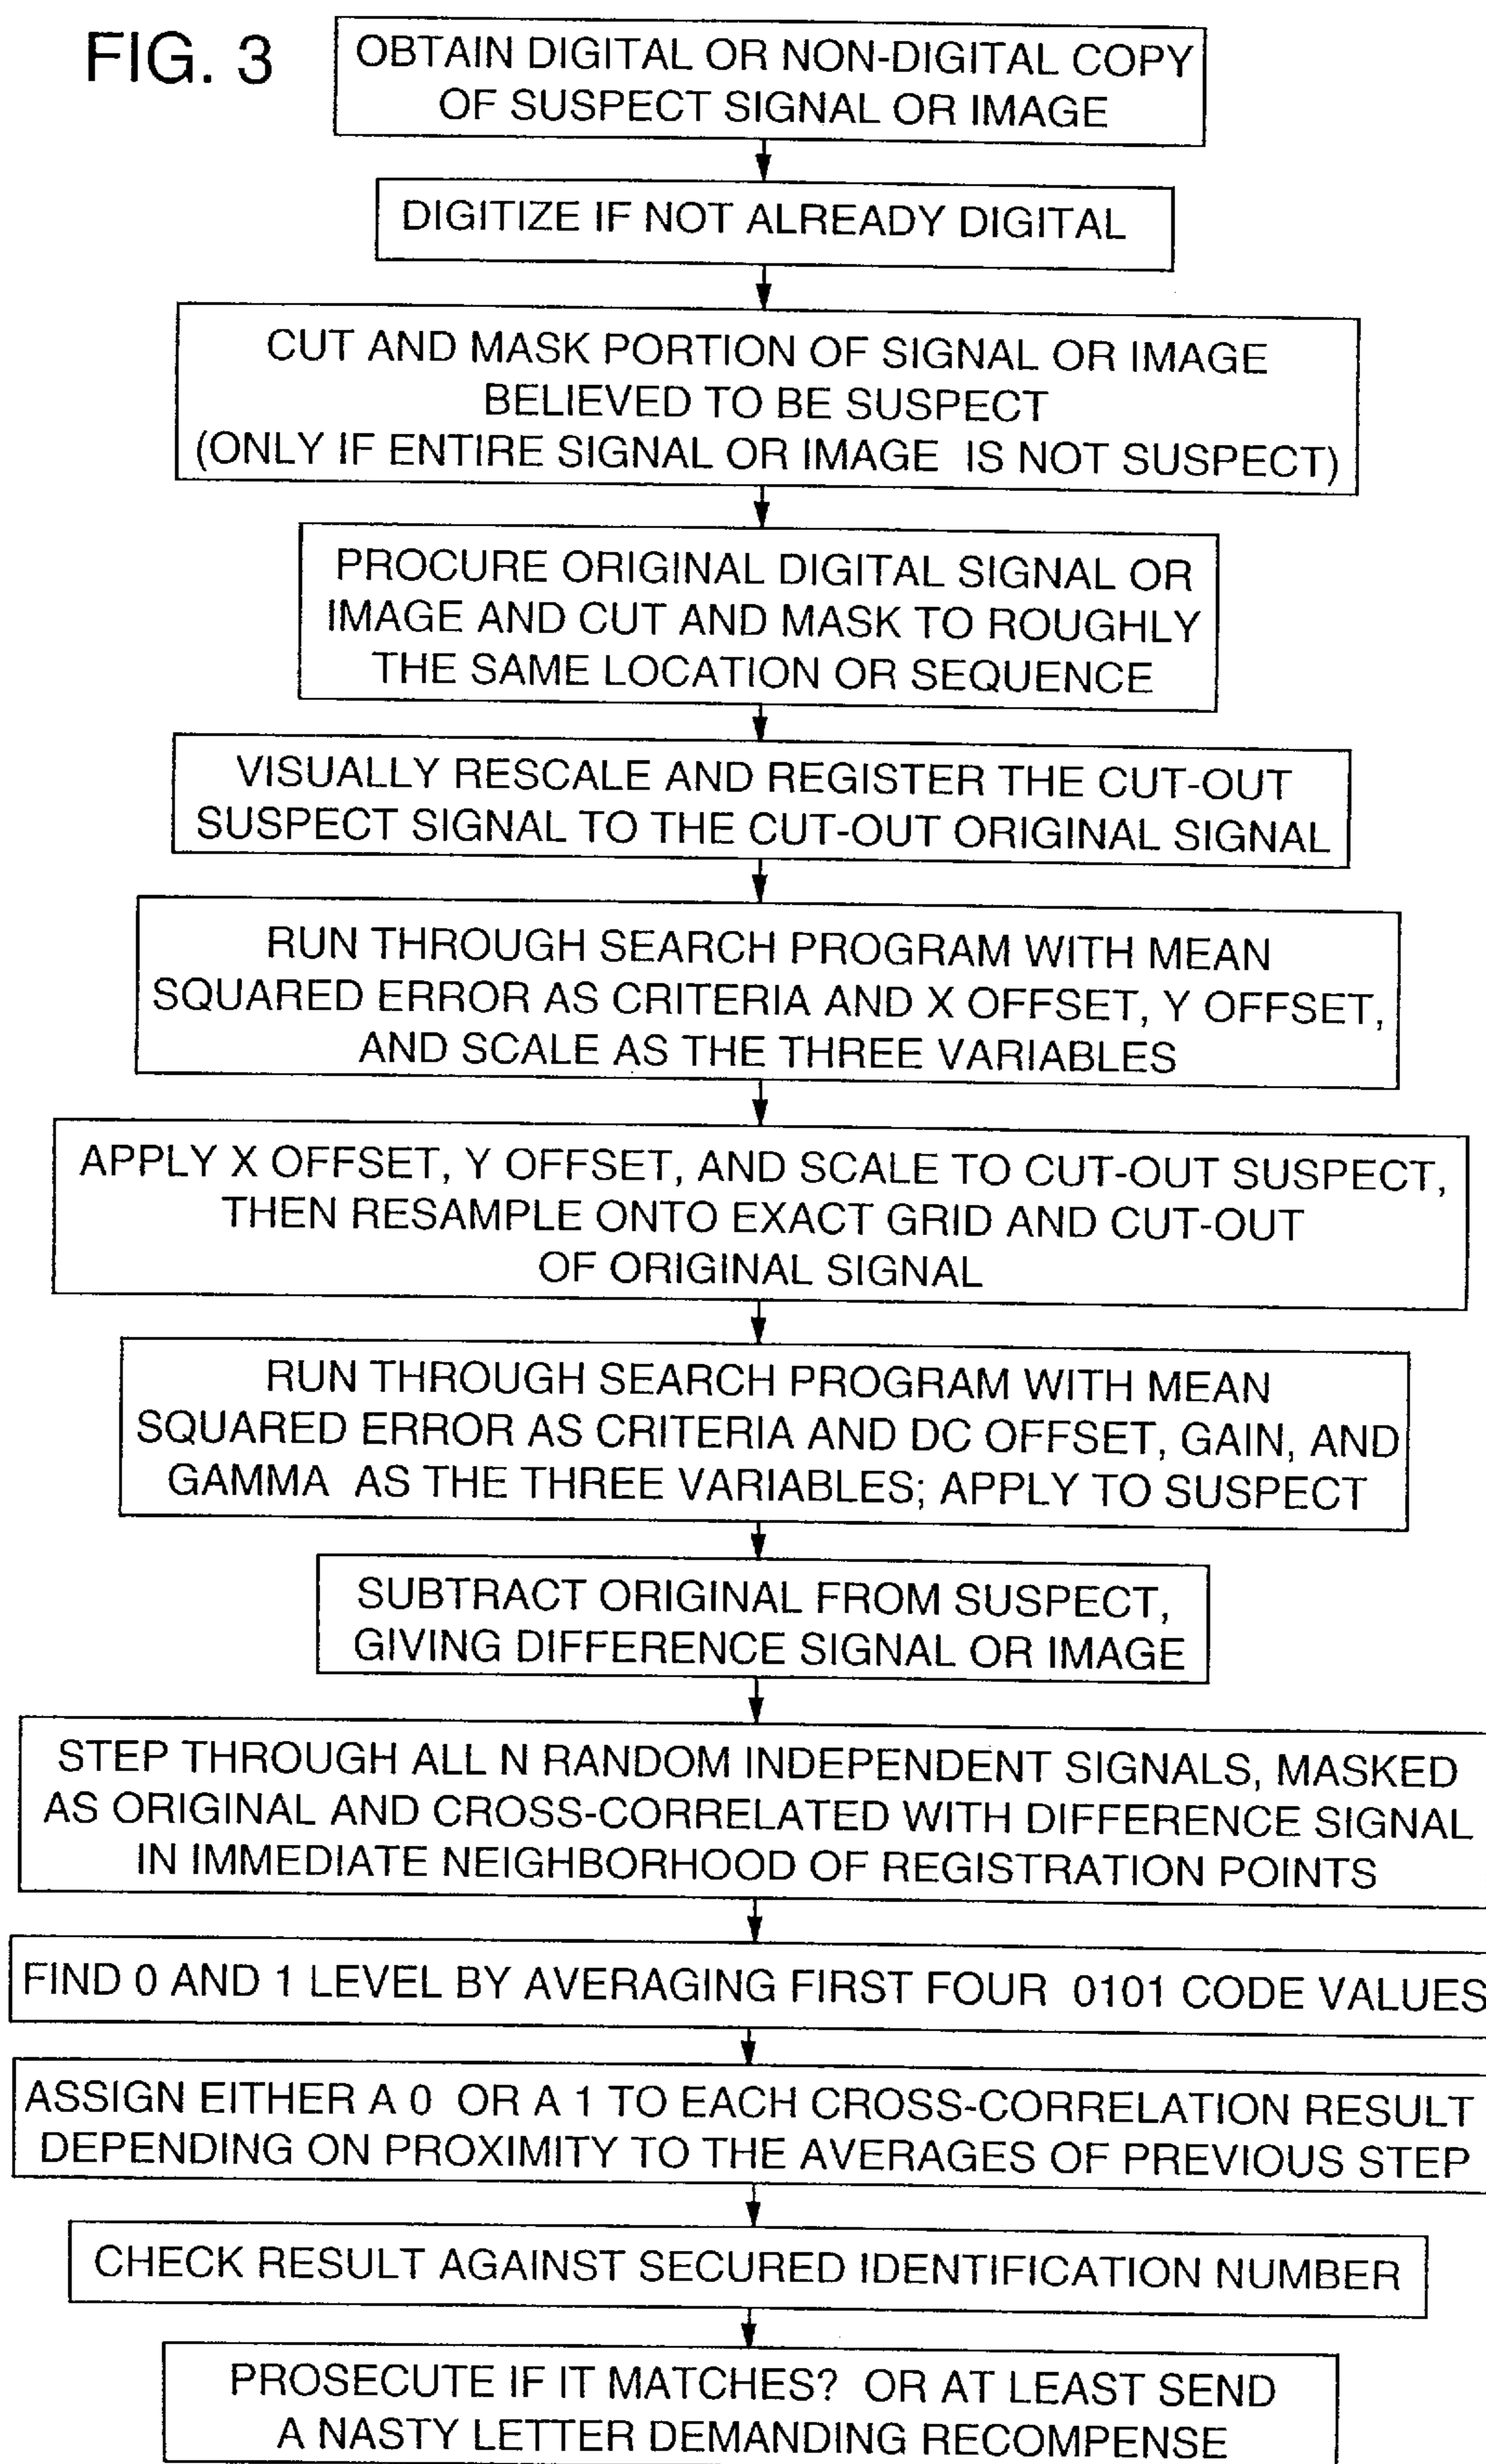 FIG. 3
OBTAIN DIGITAL OR NON-DIGITAL COPY
OF SUSPECT SIGNAL OR IMAGE
DIGITIZE IF NOT ALREADY DIGITAL
CUT AND MASK PORTION OF SIGNAL OR IMAGE
BELIEVED TO BE SUSPECT
(ONLY IF ENTIRE SIGNAL OR IMAGE IS NOT SUSPECT)
PROCURE ORIGINAL DIGITAL SIGNAL OR
IMAGE AND CUT AND MASK TO ROUGHLY
THE SAME LOCATION OR SEQUENCE
VISUALLY RESCALE AND REGISTER THE CUT-OUT
SUSPECT SIGNAL TO THE CUT-OUT ORIGINAL SIGNAL
RUN THROUGH SEARCH PROGRAM WITH MEAN
SQUARED ERROR AS CRITERIA AND X OFFSET, Y OFFSET,
AND SCALE AS THE THREE VARIABLES
APPLY X OFFSET, Y OFFSET, AND SCALE TO CUT-OUT SUSPECT,
THEN RESAMPLE ONTO EXACT GRID AND CUT-OUT
OF ORIGINAL SIGNAL
RUN THROUGH SEARCH PROGRAM WITH MEAN
SQUARED ERROR AS CRITERIA AND DC OFFSET, GAIN, AND
GAMMA AS THE THREE VARIABLES; APPLY TO SUSPECT
SUBTRACT ORIGINAL FROM SUSPECT,
GIVING DIFFERENCE SIGNAL OR IMAGE
STEP THROUGH ALL N RANDOM INDEPENDENT SIGNALS, MASKED
AS ORIGINAL AND CROSS-CORRELATED WITH DIFFERENCE SIGNAL
IN IMMEDIATE NEIGHBORHOOD OF REGISTRATION POINTS
FIND 0 AND 1 LEVEL BY AVERAGING FIRST FOUR 0101 CODE VALUES
ASSIGN EITHER A 0 OR A 1 TO EACH CROSS-CORRELATION RESULT
DEPENDING ON PROXIMITY TO THE AVERAGES OF PREVIOUS STEP
CHECK RESULT AGAINST SECURED IDENTIFICATION NUMBER
PROSECUTE IF IT MATCHES? OR AT LEAST SEND
A NASTY LETTER DEMANDING RECOMPENSE